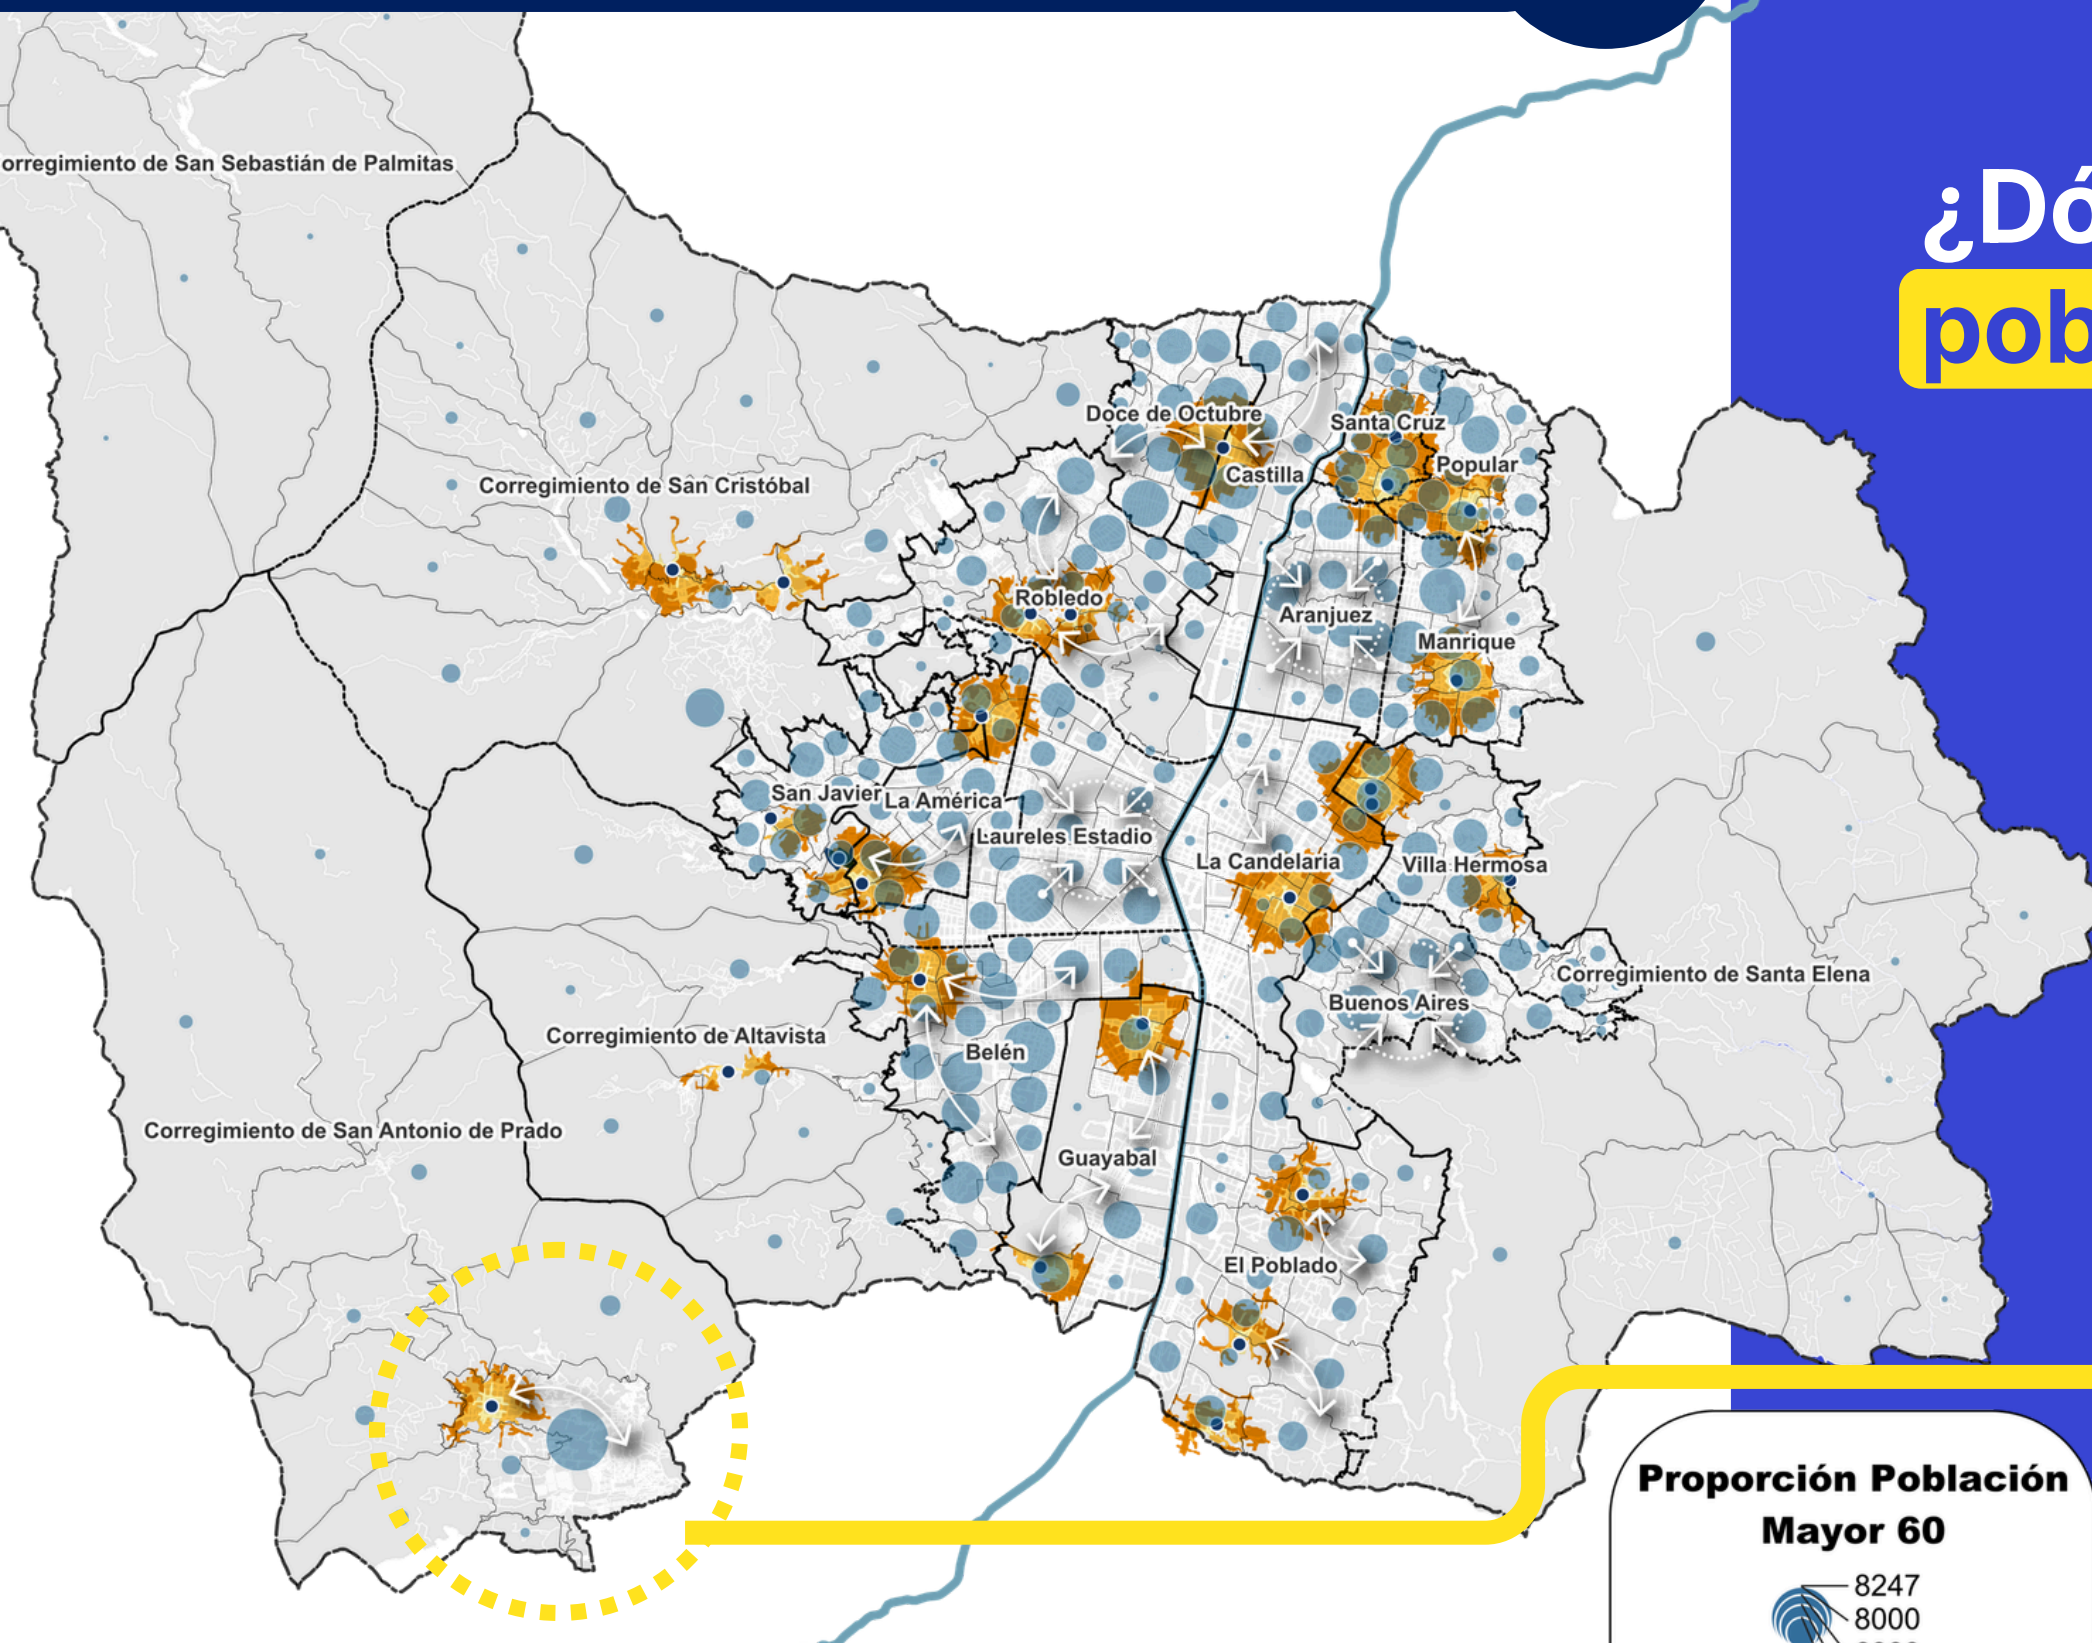 orregimiento de San Sebastián de Palmitas
¿Dó
pob
Doce de Octubre
Santa Cruz
Popular
Castilla
Corregimiento de San Cristóbal
Robledo
Aranjuez
Manrique
San Javier
La América
Laureles Estadio
La Candelaria
Villa Hermosa
Corregimiento de Santa Elena
Buenos Aires
Corregimiento de Altavista
Belén
Corregimiento de San Antonio de Prado
Guayabal
El Poblado
Proporción Población
Mayor 60
8247
8000